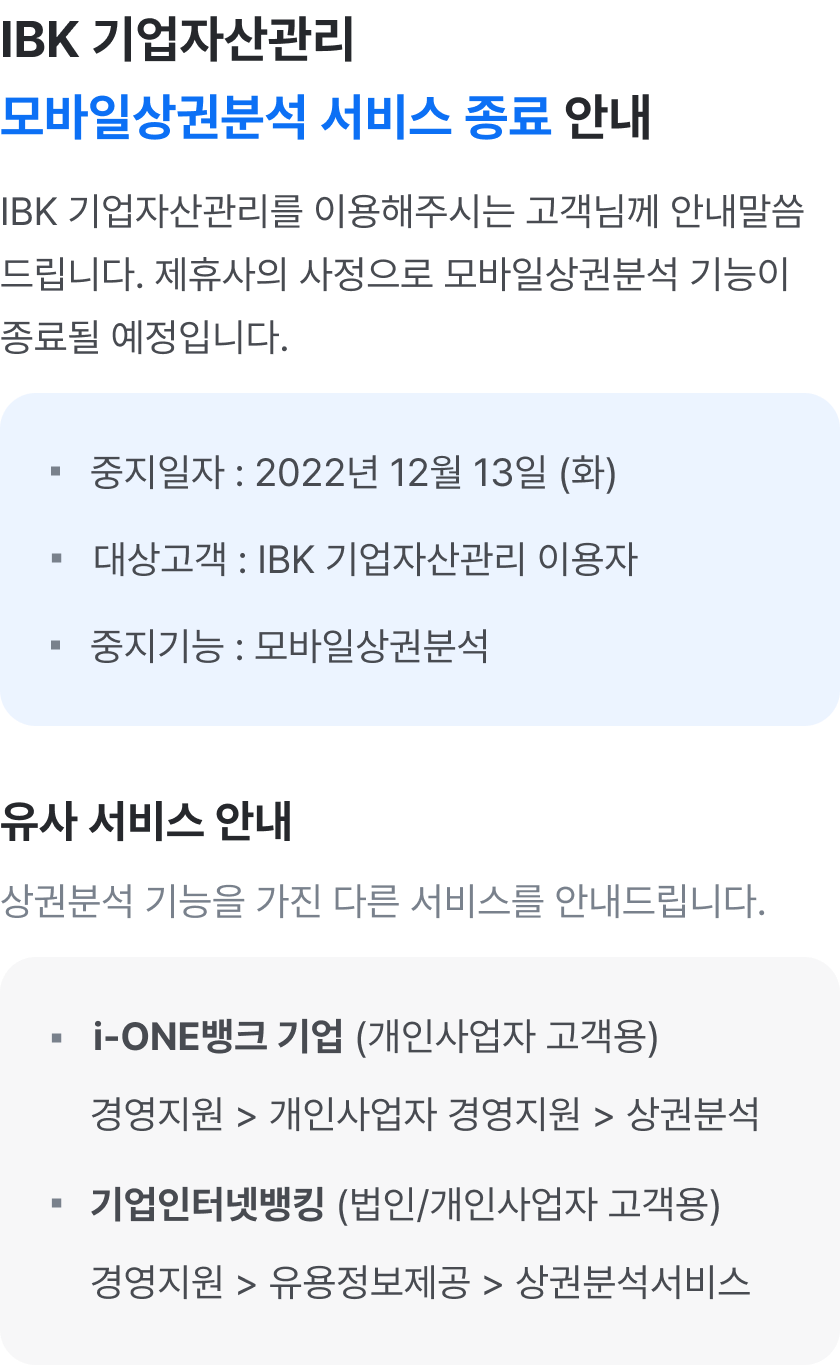 IBK 기업자산관리
모바일상권분석 서비스 종료 안내
IBK 기업자산관리를 이용해주시는 고객님께 안내말씀
드립니다. 제휴사의 사정으로 모바일상권분석 기능이
종료될 예정입니다.
▪ 중지일자 : 2022년 12월 13일 (화)
▪ 대상고객 : IBK 기업자산관리 이용자
▪ 중지기능 : 모바일상권분석
유사 서비스 안내
상권분석 기능을 가진 다른 서비스를 안내드립니다.
▪ i-ONE뱅크 기업 (개인사업자 고객용)
경영지원 > 개인사업자 경영지원 > 상권분석
▪ 기업인터넷뱅킹 (법인/개인사업자 고객용)
경영지원 > 유용정보제공 > 상권분석서비스